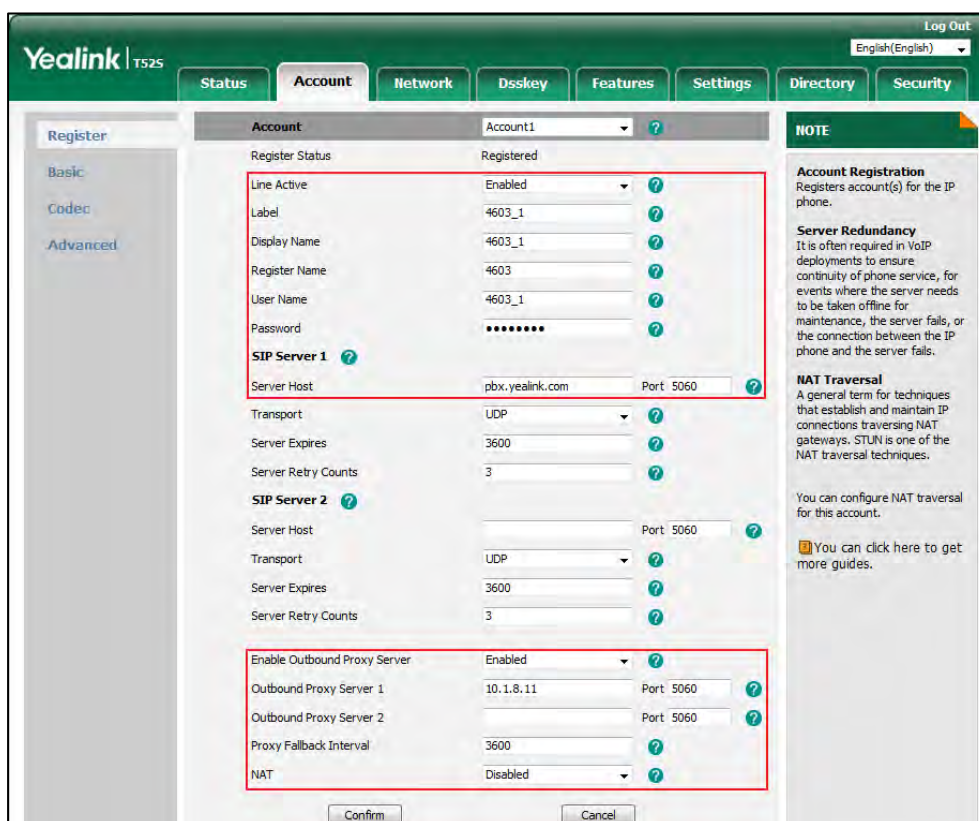 Log Out
Yealink T52S
English(English)
Status Account Network Dsskey Features Settings Directory Security
Register
Basic
Codec
Advanced
Account Account1
Register Status Registered
Line Active Enabled
Label 4603_1
Display Name 4603_1
Register Name 4603
User Name 4603_1
Password ••••••••
SIP Server 1
Server Host pbx.yealink.com Port 5060
Transport UDP
Server Expires 3600
Server Retry Counts 3
SIP Server 2
Server Host Port 5060
Transport UDP
Server Expires 3600
Server Retry Counts 3
Enable Outbound Proxy Server Enabled
Outbound Proxy Server 1 10.1.8.11 Port 5060
Outbound Proxy Server 2 Port 5060
Proxy Fallback Interval 3600
NAT Disabled
Confirm Cancel
NOTE
Account Registration
Registers account(s) for the IP
phone.
Server Redundancy
It is often required in VoIP
deployments to ensure
continuity of phone service, for
events where the server needs
to be taken offline for
maintenance, the server fails, or
the connection between the IP
phone and the server fails.
NAT Traversal
A general term for techniques
that establish and maintain IP
connections traversing NAT
gateways. STUN is one of the
NAT traversal techniques.
You can configure NAT traversal
for this account.
You can click here to get
more guides.